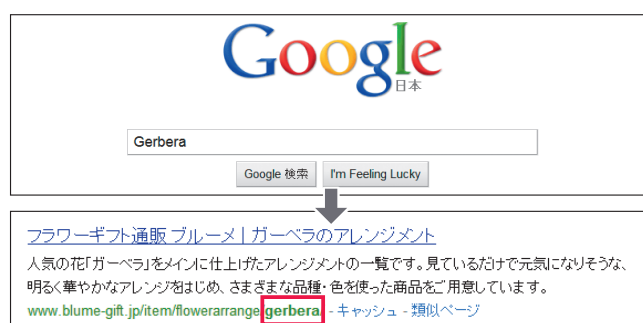 Google
日本
Gerbera
Google 検索 I'm Feeling Lucky
フラワーギフト通販 ブルーメ | ガーベラのアレンジメント
人気の花「ガーベラ」をメインに仕上げたアレンジメントの一覧です。見ているだけで元気になりそうな、
明るく華やかなアレンジをはじめ、さまざまな品種・色を使った商品をご用意しています。
www.blume-gift.jp/item/flowerarrange/gerbera/ - キャッシュ - 類似ページ